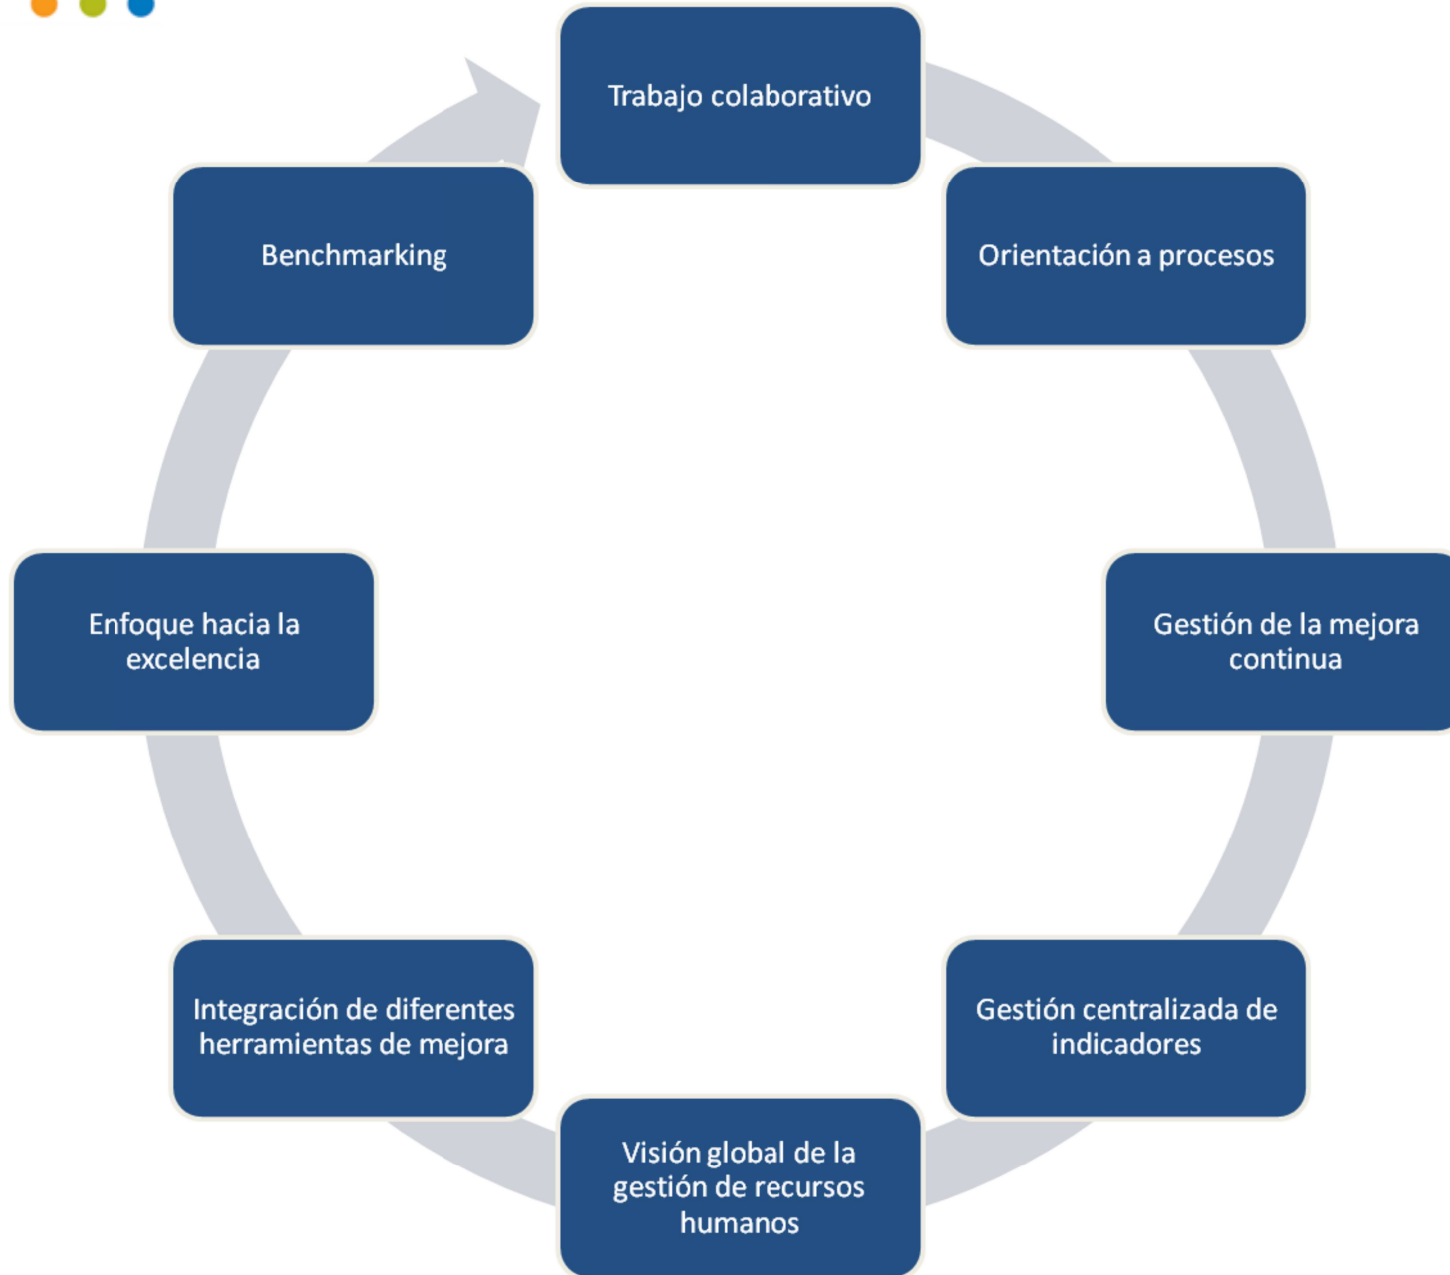 Trabajo colaborativo
Orientación a procesos
Gestión de la mejora
continua
Gestión centralizada de
indicadores
Visión global de la
gestión de recursos
humanos
Integración de diferentes
herramientas de mejora
Enfoque hacia la
excelencia
Benchmarking